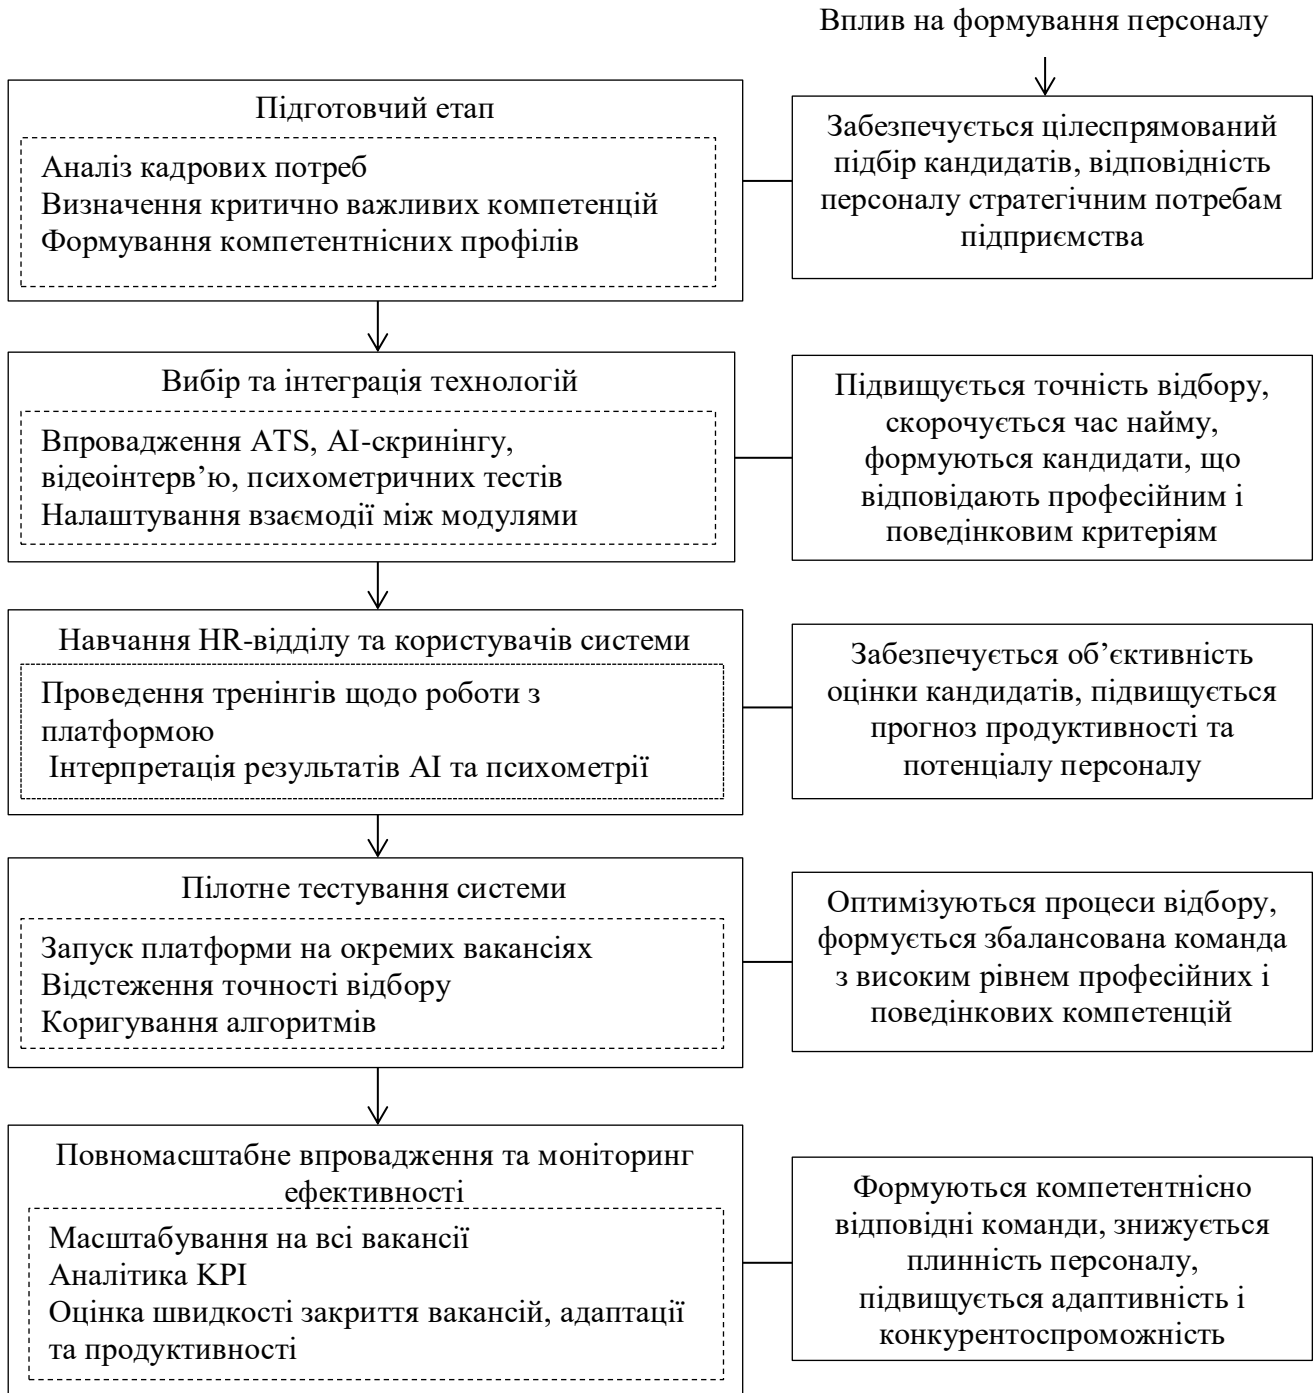 Вплив на формування персоналу
Підготовчий етап
Аналіз кадрових потреб
Визначення критично важливих компетенцій
Формування компетентнісних профілів
Забезпечується цілеспрямований
підбір кандидатів, відповідність
персоналу стратегічним потребам
підприємства
Вибір та інтеграція технологій
Впровадження ATS, AI-скринінгу,
відеоінтерв’ю, психометричних тестів
Налаштування взаємодії між модулями
Підвищується точність відбору,
скорочується час найму,
формуються кандидати, що
відповідають професійним і
поведінковим критеріям
Навчання HR-відділу та користувачів системи
Проведення тренінгів щодо роботи з
платформою
Інтерпретація результатів AI та психометрії
Забезпечується об’єктивність
оцінки кандидатів, підвищується
прогноз продуктивності та
потенціалу персоналу
Пілотне тестування системи
Запуск платформи на окремих вакансіях
Відстеження точності відбору
Коригування алгоритмів
Оптимізуються процеси відбору,
формується збалансована команда
з високим рівнем професійних і
поведінкових компетенцій
Повномасштабне впровадження та моніторинг
ефективності
Масштабування на всі вакансії
Аналітика KPI
Оцінка швидкості закриття вакансій, адаптації
та продуктивності
Формуються компетентнісно
відповідні команди, знижується
плинність персоналу,
підвищується адаптивність і
конкурентоспроможність